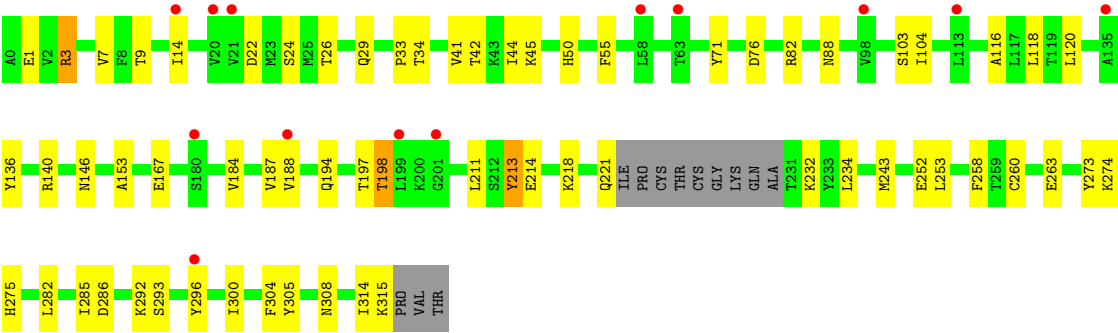 A0 E1 V2 R3 V7 F8 T9 I14 V20 V21 D22 M23 S24 M25 T26 Q29 P33 T34 V41 T42 K43 I44 K45 H50 F55 L58 T63 Y71 D76 R82 N88 V98 S103 I104 L113 A116 L117 L118 T119 L120 A135
Y136 R140 N146 A153 E167 S180 V184 V187 V188 Q194 T197 T198 L199 K200 G201 L211 S212 Y213 E214 K218 Q221 ILE PRO CYS THR CYS GLY LYS GLN ALA T231 K232 Y233 L234 M243 E252 L253 F258 T259 C260 E263 Y273 K274
H275 L282 I285 D286 K292 S293 Y296 I300 F304 Y305 N308 I314 K315 PRO VAL THR